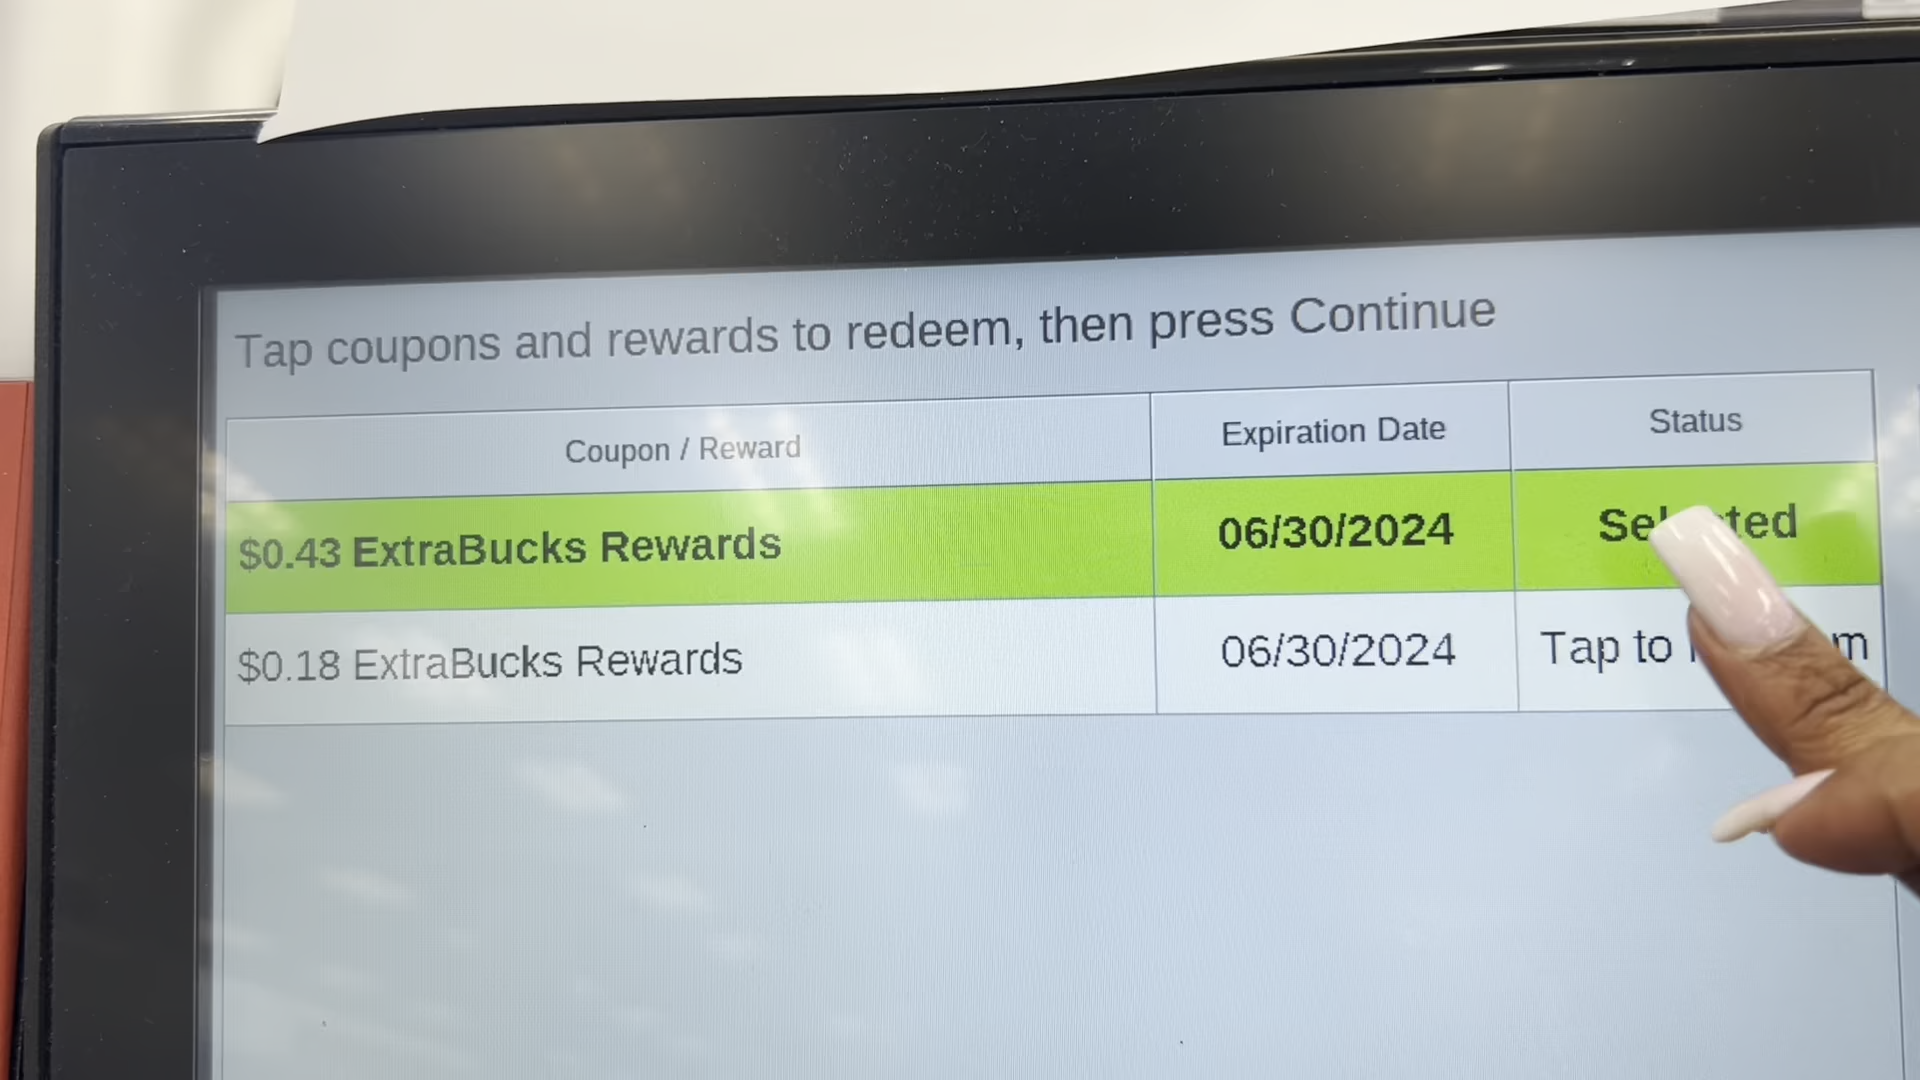 Tap coupons and rewards to redeem, then press Continue
Coupon / Reward Expiration Date Status
$0.43 ExtraBucks Rewards 06/30/2024 Selected
$0.18 ExtraBucks Rewards 06/30/2024 Tap to